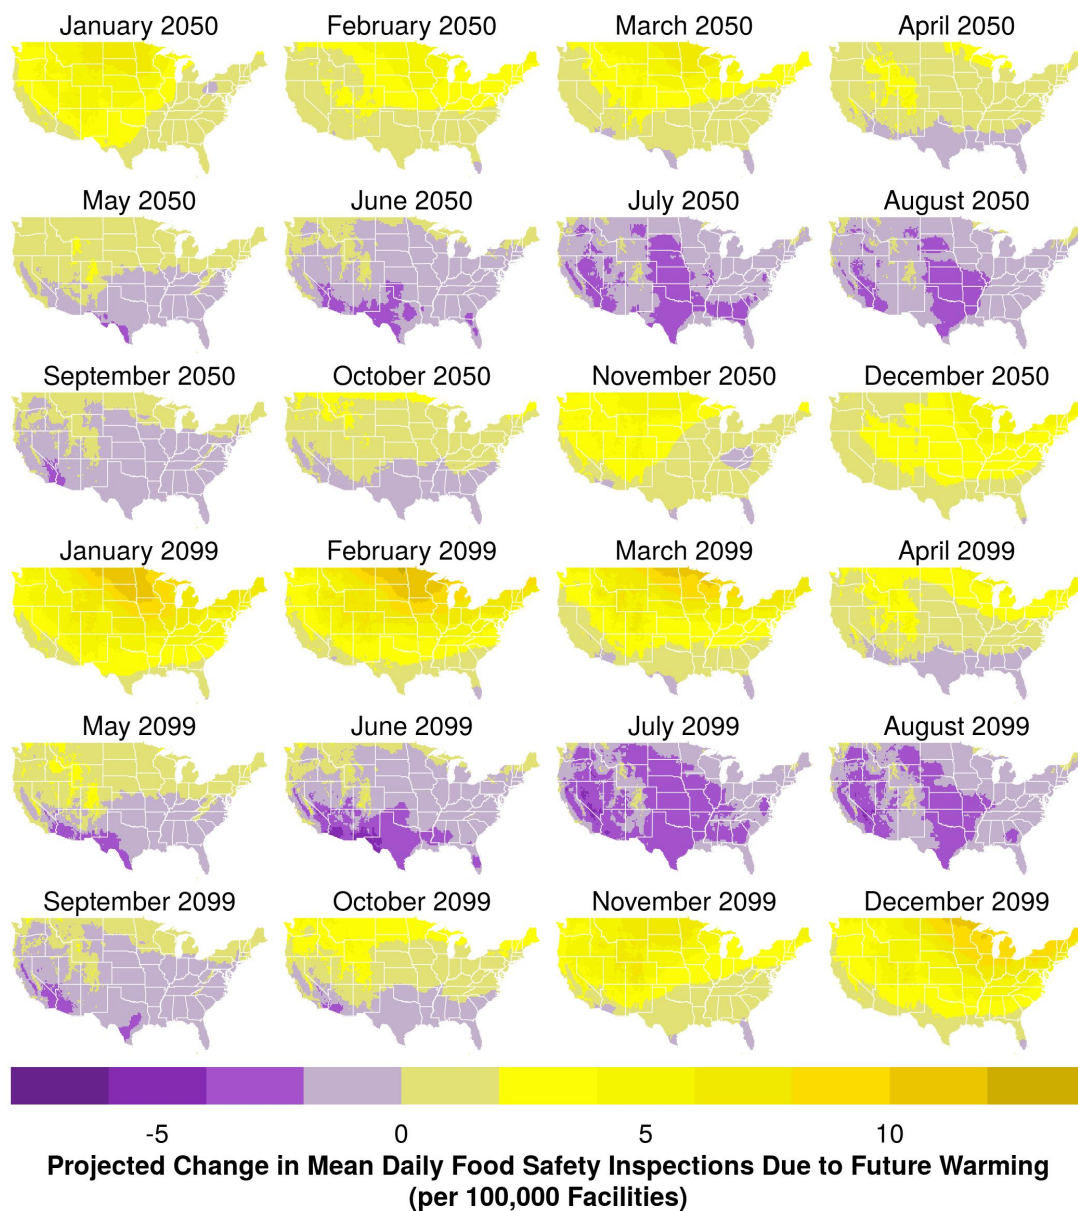 January 2050
February 2050
March 2050
April 2050
May 2050
June 2050
July 2050
August 2050
September 2050
October 2050
November 2050
December 2050
January 2099
February 2099
March 2099
April 2099
May 2099
June 2099
July 2099
August 2099
September 2099
October 2099
November 2099
December 2099
-5
0
5
10
Projected Change in Mean Daily Food Safety Inspections Due to Future Warming
(per 100,000 Facilities)